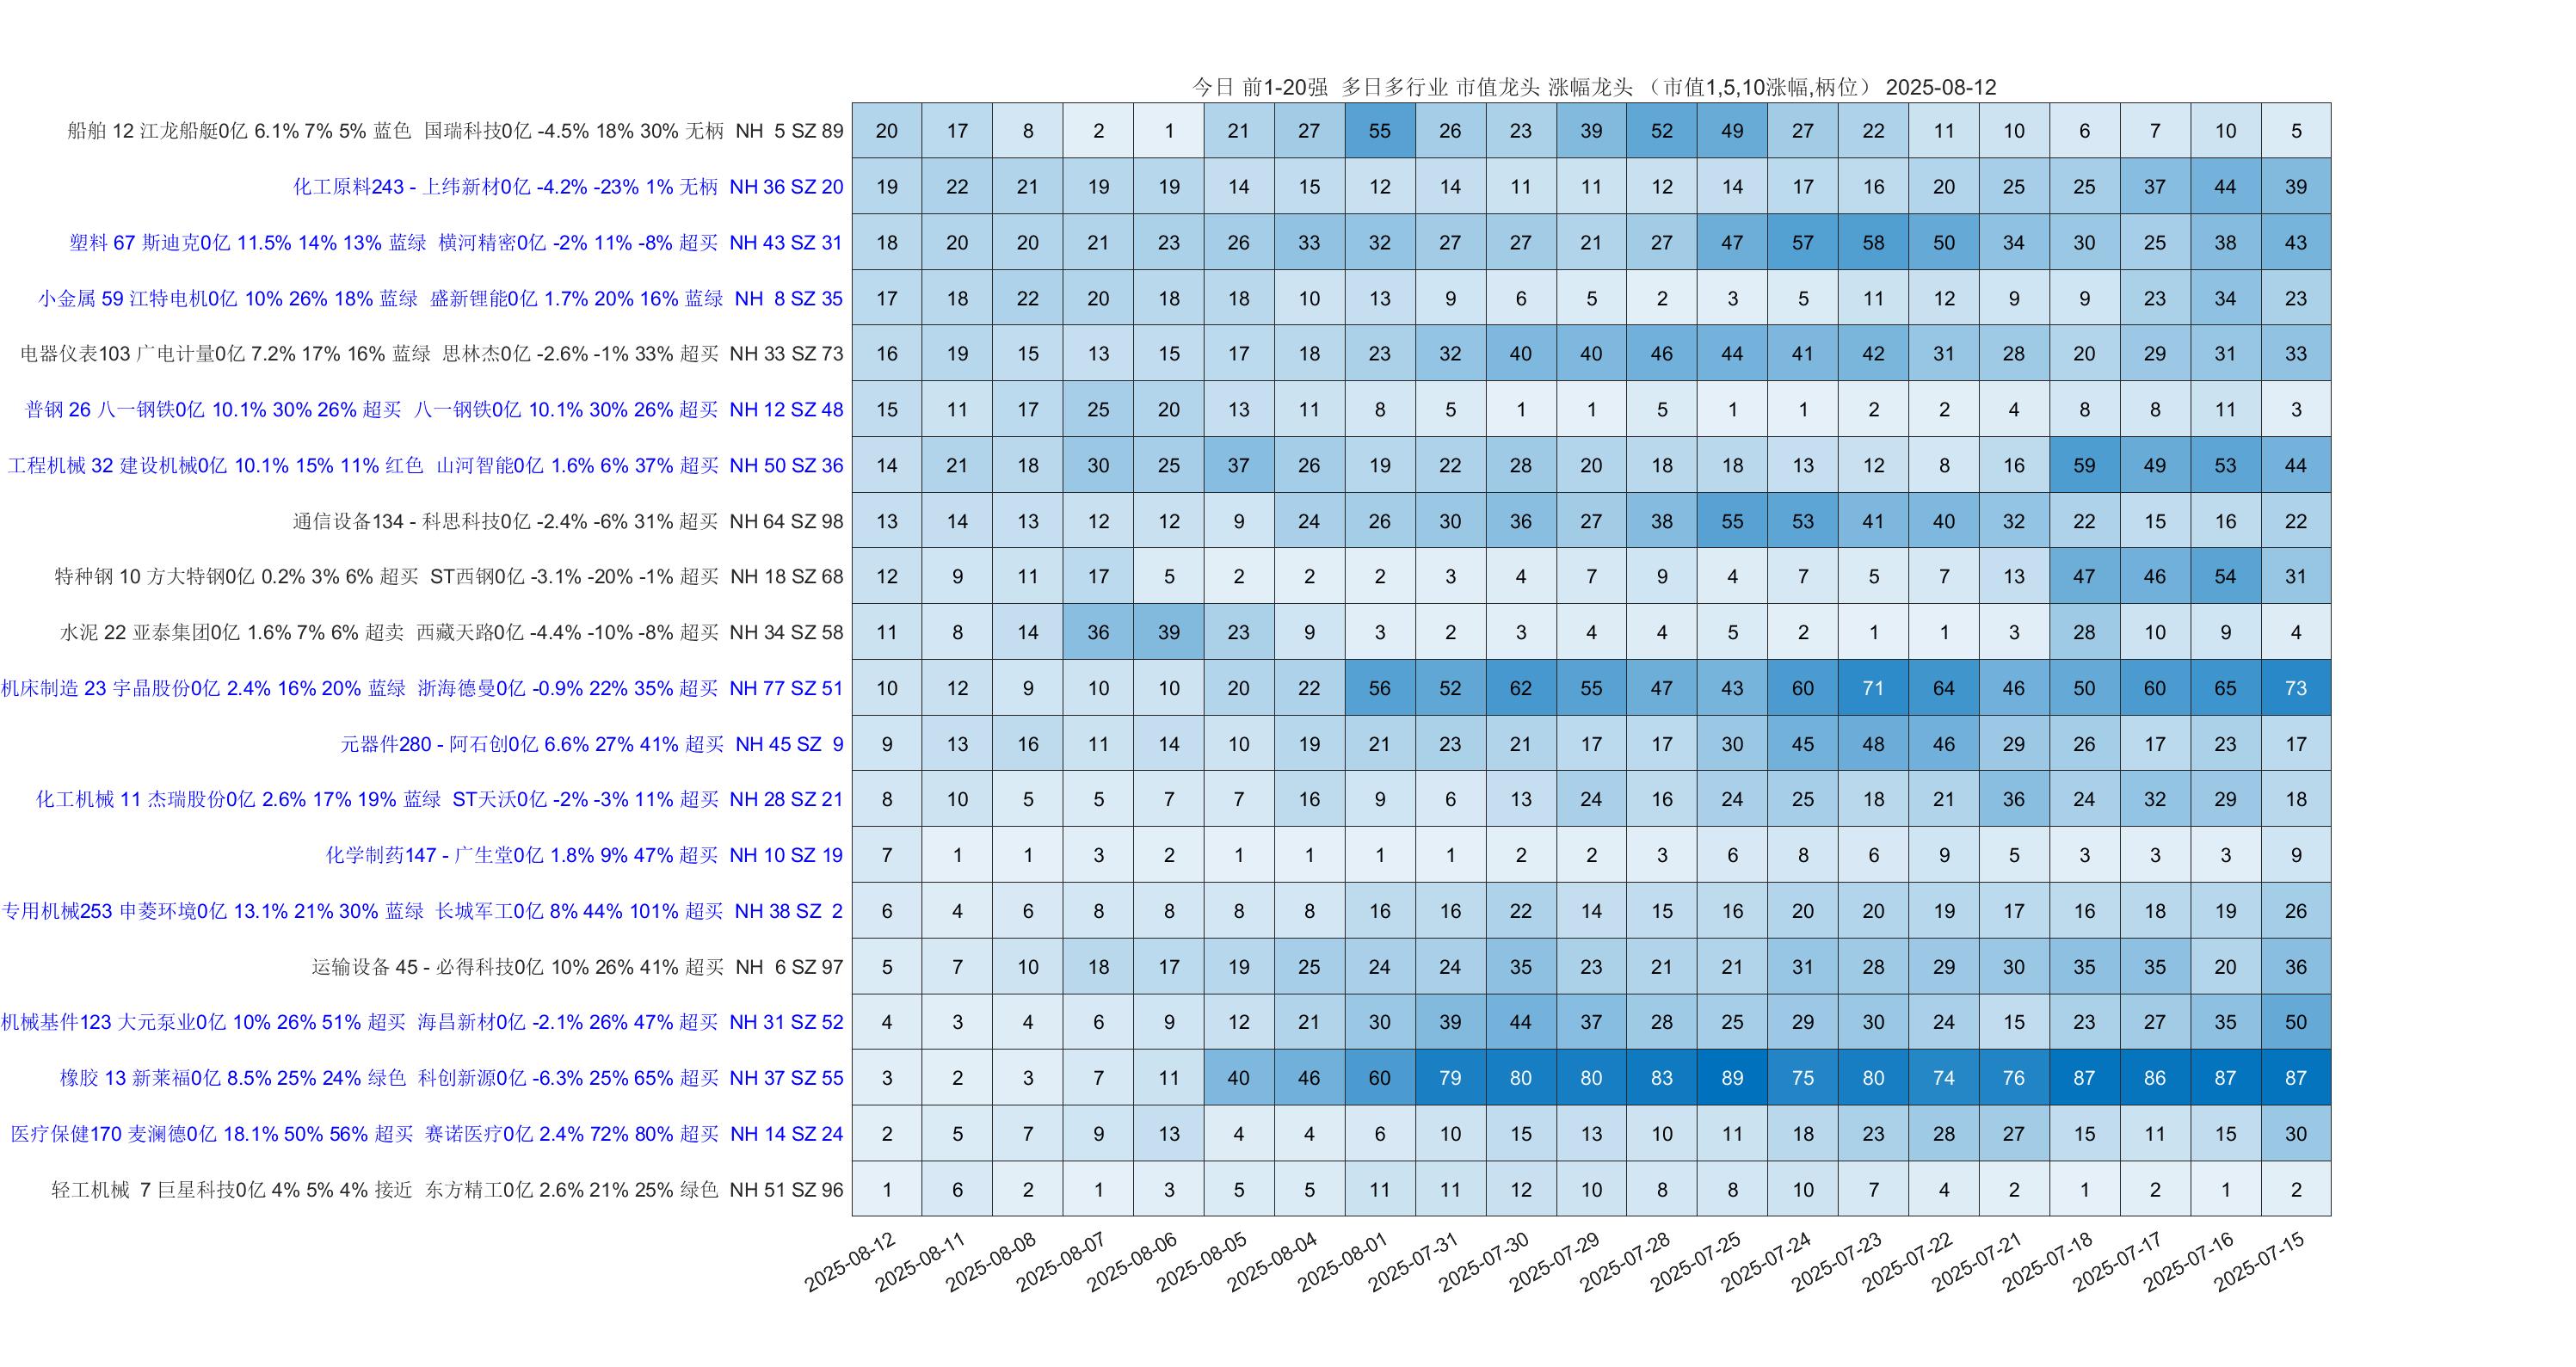 今日 前1-20强 多日多行业 市值龙头 涨幅龙头 （市值1,5,10涨幅,柄位） 2025-08-12
船舶 12 江龙船艇0亿 6.1% 7% 5% 蓝色 国瑞科技0亿 -4.5% 18% 30% 无柄 NH 5 SZ 89 20 17 8 2 1 21 27 55 26 23 39 52 49 27 22 11 10 6 7 10 5
化工原料243 - 上纬新材0亿 -4.2% -23% 1% 无柄 NH 36 SZ 20 19 22 21 19 19 14 15 12 14 11 11 12 14 17 16 20 25 25 37 44 39
塑料 67 斯迪克0亿 11.5% 14% 13% 蓝绿 横河精密0亿 -2% 11% -8% 超买 NH 43 SZ 31 18 20 20 21 23 26 33 32 27 27 21 27 47 57 58 50 34 30 25 38 43
小金属 59 江特电机0亿 10% 26% 18% 蓝绿 盛新锂能0亿 1.7% 20% 16% 蓝绿 NH 8 SZ 35 17 18 22 20 18 18 10 13 9 6 5 2 3 5 11 12 9 9 23 34 23
电器仪表103 广电计量0亿 7.2% 17% 16% 蓝绿 思林杰0亿 -2.6% -1% 33% 超买 NH 33 SZ 73 16 19 15 13 15 17 18 23 32 40 40 46 44 41 42 31 28 20 29 31 33
普钢 26 八一钢铁0亿 10.1% 30% 26% 超买 八一钢铁0亿 10.1% 30% 26% 超买 NH 12 SZ 48 15 11 17 25 20 13 11 8 5 1 1 5 1 1 2 2 4 8 8 11 3
工程机械 32 建设机械0亿 10.1% 15% 11% 红色 山河智能0亿 1.6% 6% 37% 超买 NH 50 SZ 36 14 21 18 30 25 37 26 19 22 28 20 18 18 13 12 8 16 59 49 53 44
通信设备134 - 科思科技0亿 -2.4% -6% 31% 超买 NH 64 SZ 98 13 14 13 12 12 9 24 26 30 36 27 38 55 53 41 40 32 22 15 16 22
特种钢 10 方大特钢0亿 0.2% 3% 6% 超买 ST西钢0亿 -3.1% -20% -1% 超买 NH 18 SZ 68 12 9 11 17 5 2 2 2 3 4 7 9 4 7 5 7 13 47 46 54 31
水泥 22 亚泰集团0亿 1.6% 7% 6% 超卖 西藏天路0亿 -4.4% -10% -8% 超买 NH 34 SZ 58 11 8 14 36 39 23 9 3 2 3 4 4 5 2 1 1 3 28 10 9 4
机床制造 23 宇晶股份0亿 2.4% 16% 20% 蓝绿 浙海德曼0亿 -0.9% 22% 35% 超买 NH 77 SZ 51 10 12 9 10 10 20 22 56 52 62 55 47 43 60 71 64 46 50 60 65 73
元器件280 - 阿石创0亿 6.6% 27% 41% 超买 NH 45 SZ 9 9 13 16 11 14 10 19 21 23 21 17 17 30 45 48 46 29 26 17 23 17
化工机械 11 杰瑞股份0亿 2.6% 17% 19% 蓝绿 ST天沃0亿 -2% -3% 11% 超买 NH 28 SZ 21 8 10 5 5 7 7 16 9 6 13 24 16 24 25 18 21 36 24 32 29 18
化学制药147 - 广生堂0亿 1.8% 9% 47% 超买 NH 10 SZ 19 7 1 1 3 2 1 1 1 1 2 2 3 6 8 6 9 5 3 3 3 9
专用机械253 申菱环境0亿 13.1% 21% 30% 蓝绿 长城军工0亿 8% 44% 101% 超买 NH 38 SZ 2 6 4 6 8 8 8 8 16 16 22 14 15 16 20 20 19 17 16 18 19 26
运输设备 45 - 必得科技0亿 10% 26% 41% 超买 NH 6 SZ 97 5 7 10 18 17 19 25 24 24 35 23 21 21 31 28 29 30 35 35 20 36
机械基件123 大元泵业0亿 10% 26% 51% 超买 海昌新材0亿 -2.1% 26% 47% 超买 NH 31 SZ 52 4 3 4 6 9 12 21 30 39 44 37 28 25 29 30 24 15 23 27 35 50
橡胶 13 新莱福0亿 8.5% 25% 24% 绿色 科创新源0亿 -6.3% 25% 65% 超买 NH 37 SZ 55 3 2 3 7 11 40 46 60 79 80 80 83 89 75 80 74 76 87 86 87 87
医疗保健170 麦澜德0亿 18.1% 50% 56% 超买 赛诺医疗0亿 2.4% 72% 80% 超买 NH 14 SZ 24 2 5 7 9 13 4 4 6 10 15 13 10 11 18 23 28 27 15 11 15 30
轻工机械 7 巨星科技0亿 4% 5% 4% 接近 东方精工0亿 2.6% 21% 25% 绿色 NH 51 SZ 96 1 6 2 1 3 5 5 11 11 12 10 8 8 10 7 4 2 1 2 1 2
2025-08-12 2025-08-11 2025-08-08 2025-08-07 2025-08-06 2025-08-05 2025-08-04 2025-08-01 2025-07-31 2025-07-30 2025-07-29 2025-07-28 2025-07-25 2025-07-24 2025-07-23 2025-07-22 2025-07-21 2025-07-18 2025-07-17 2025-07-16 2025-07-15